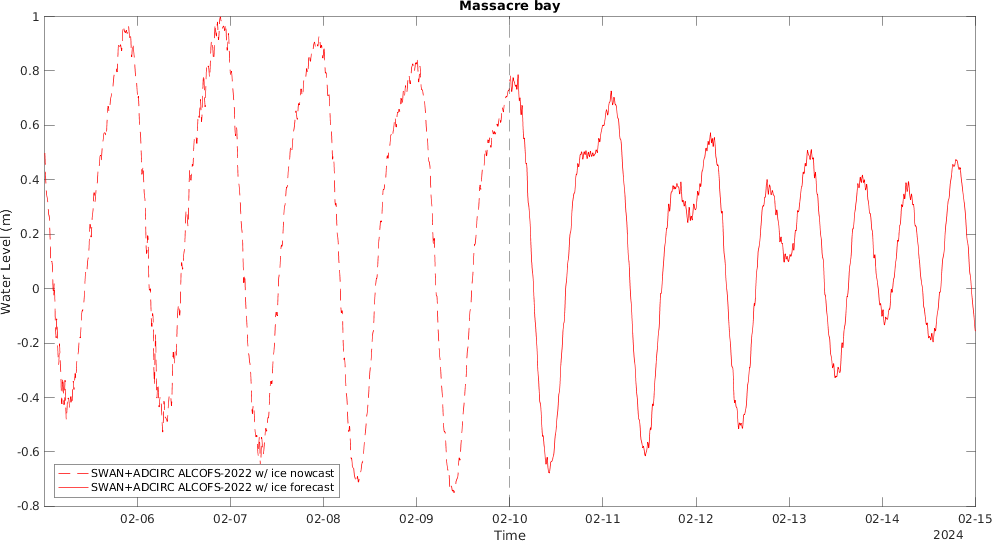 Massacre bay
1
0.8
0.6
0.4
0.2
0
-0.2
-0.4
-0.6
-0.8
Water Level (m)
SWAN+ADCIRC ALCOFS-2022 w/ ice nowcast
SWAN+ADCIRC ALCOFS-2022 w/ ice forecast
02-06 02-07 02-08 02-09 02-10 02-11 02-12 02-13 02-14 02-15
Time
2024